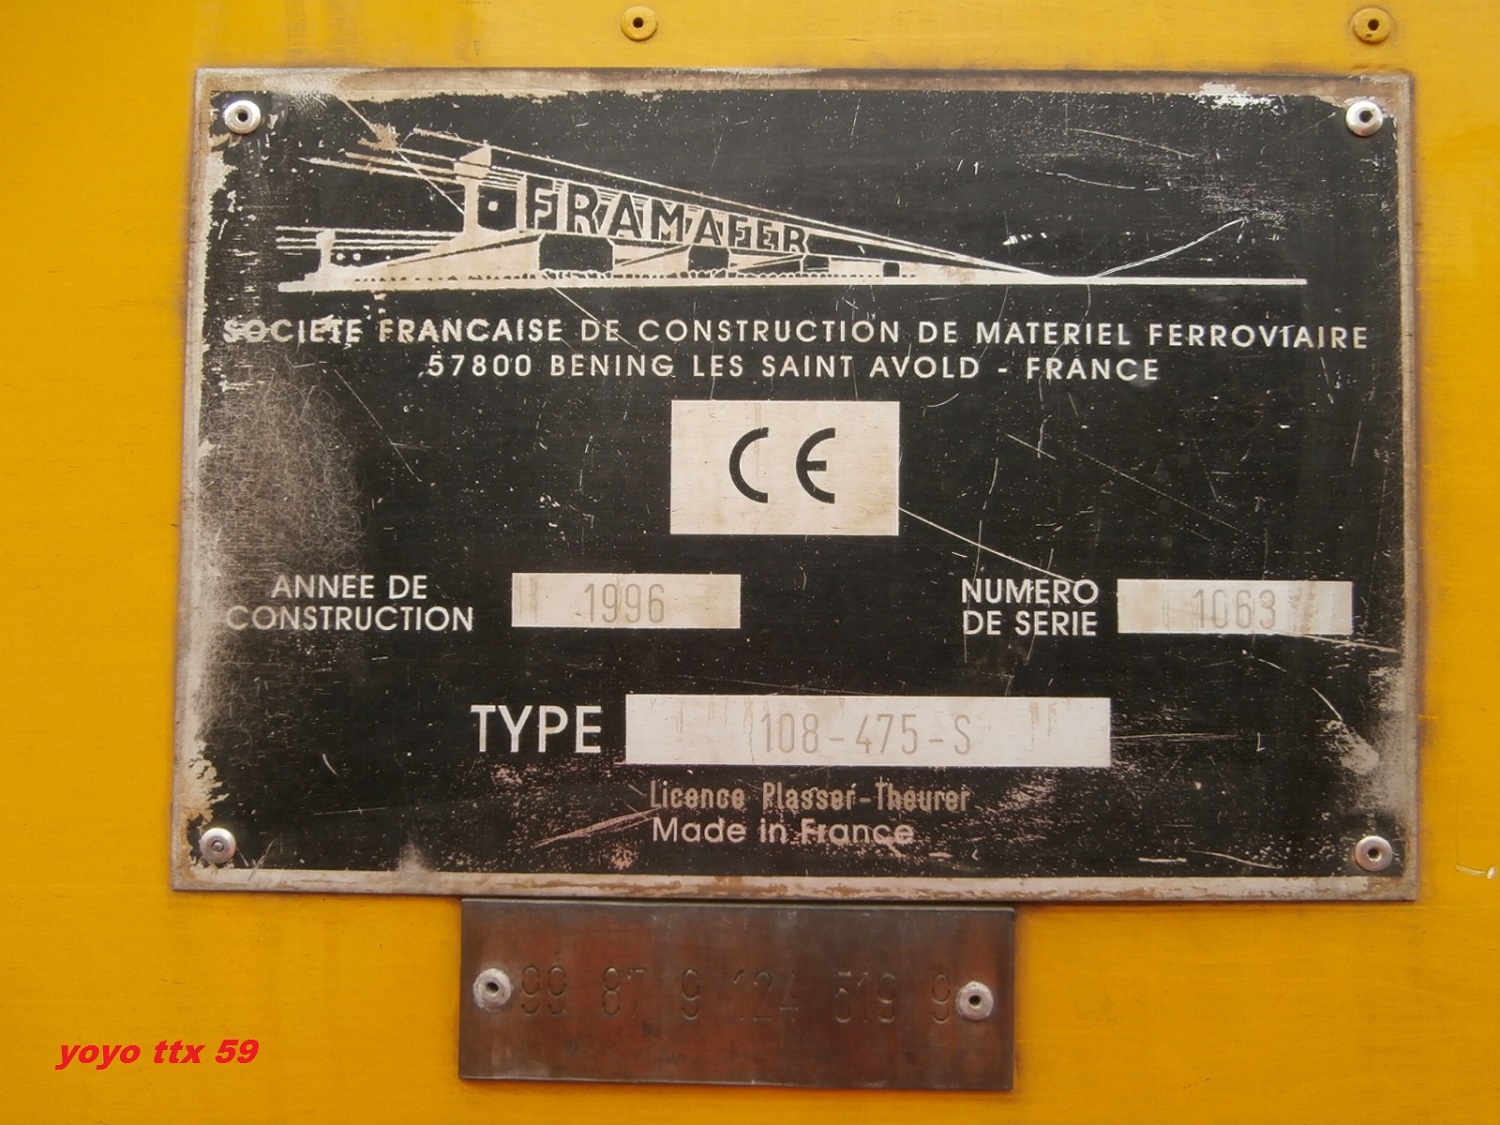 FRAMAFER
SOCIETE FRANCAISE DE CONSTRUCTION DE MATERIEL FERROVIAIRE
57800 BENING LES SAINT AVOLD - FRANCE
CE
ANNEE DE CONSTRUCTION 1996
NUMERO DE SERIE 1063
TYPE 108-475-S
Licence Plasser-Theurer
Made in France
99 87 9 124 519 9
yoyo ttx 59